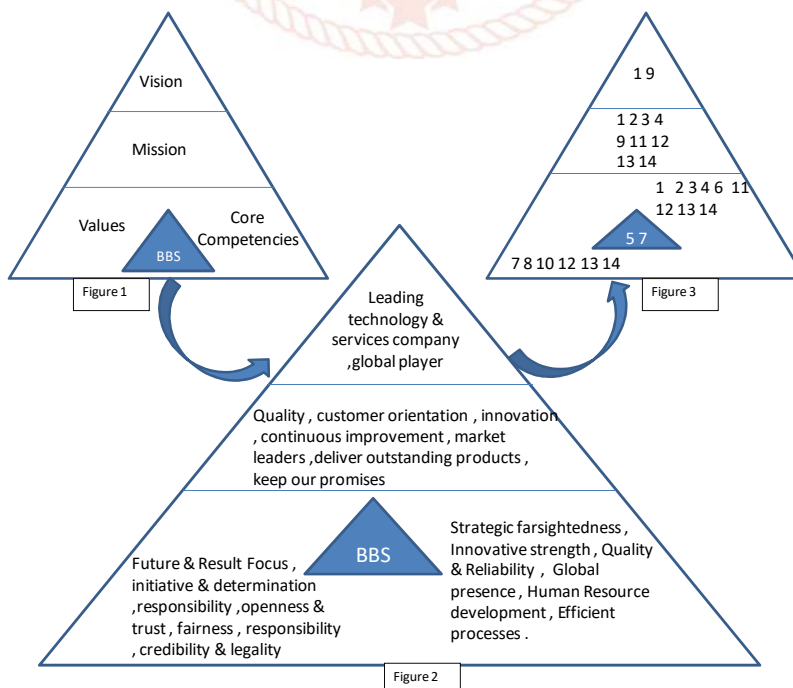 Vision
Mission
Values
Core
Competencies
BBS
Figure 1
1 9
1 2 3 4
9 11 12
13 14
1 2 3 4 6 11
12 13 14
5 7
7 8 10 12 13 14
Figure 3
Leading
technology &
services company
,global player
Quality , customer orientation , innovation
, continuous improvement , market
leaders ,deliver outstanding products ,
keep our promises
BBS
Future & Result Focus ,
initiative & determination
,responsibility ,openness &
trust , fairness , responsibility
, credibility & legality
Strategic farsightedness ,
Innovative strength , Quality
& Reliability , Global
presence , Human Resource
development , Efficient
processes .
Figure 2